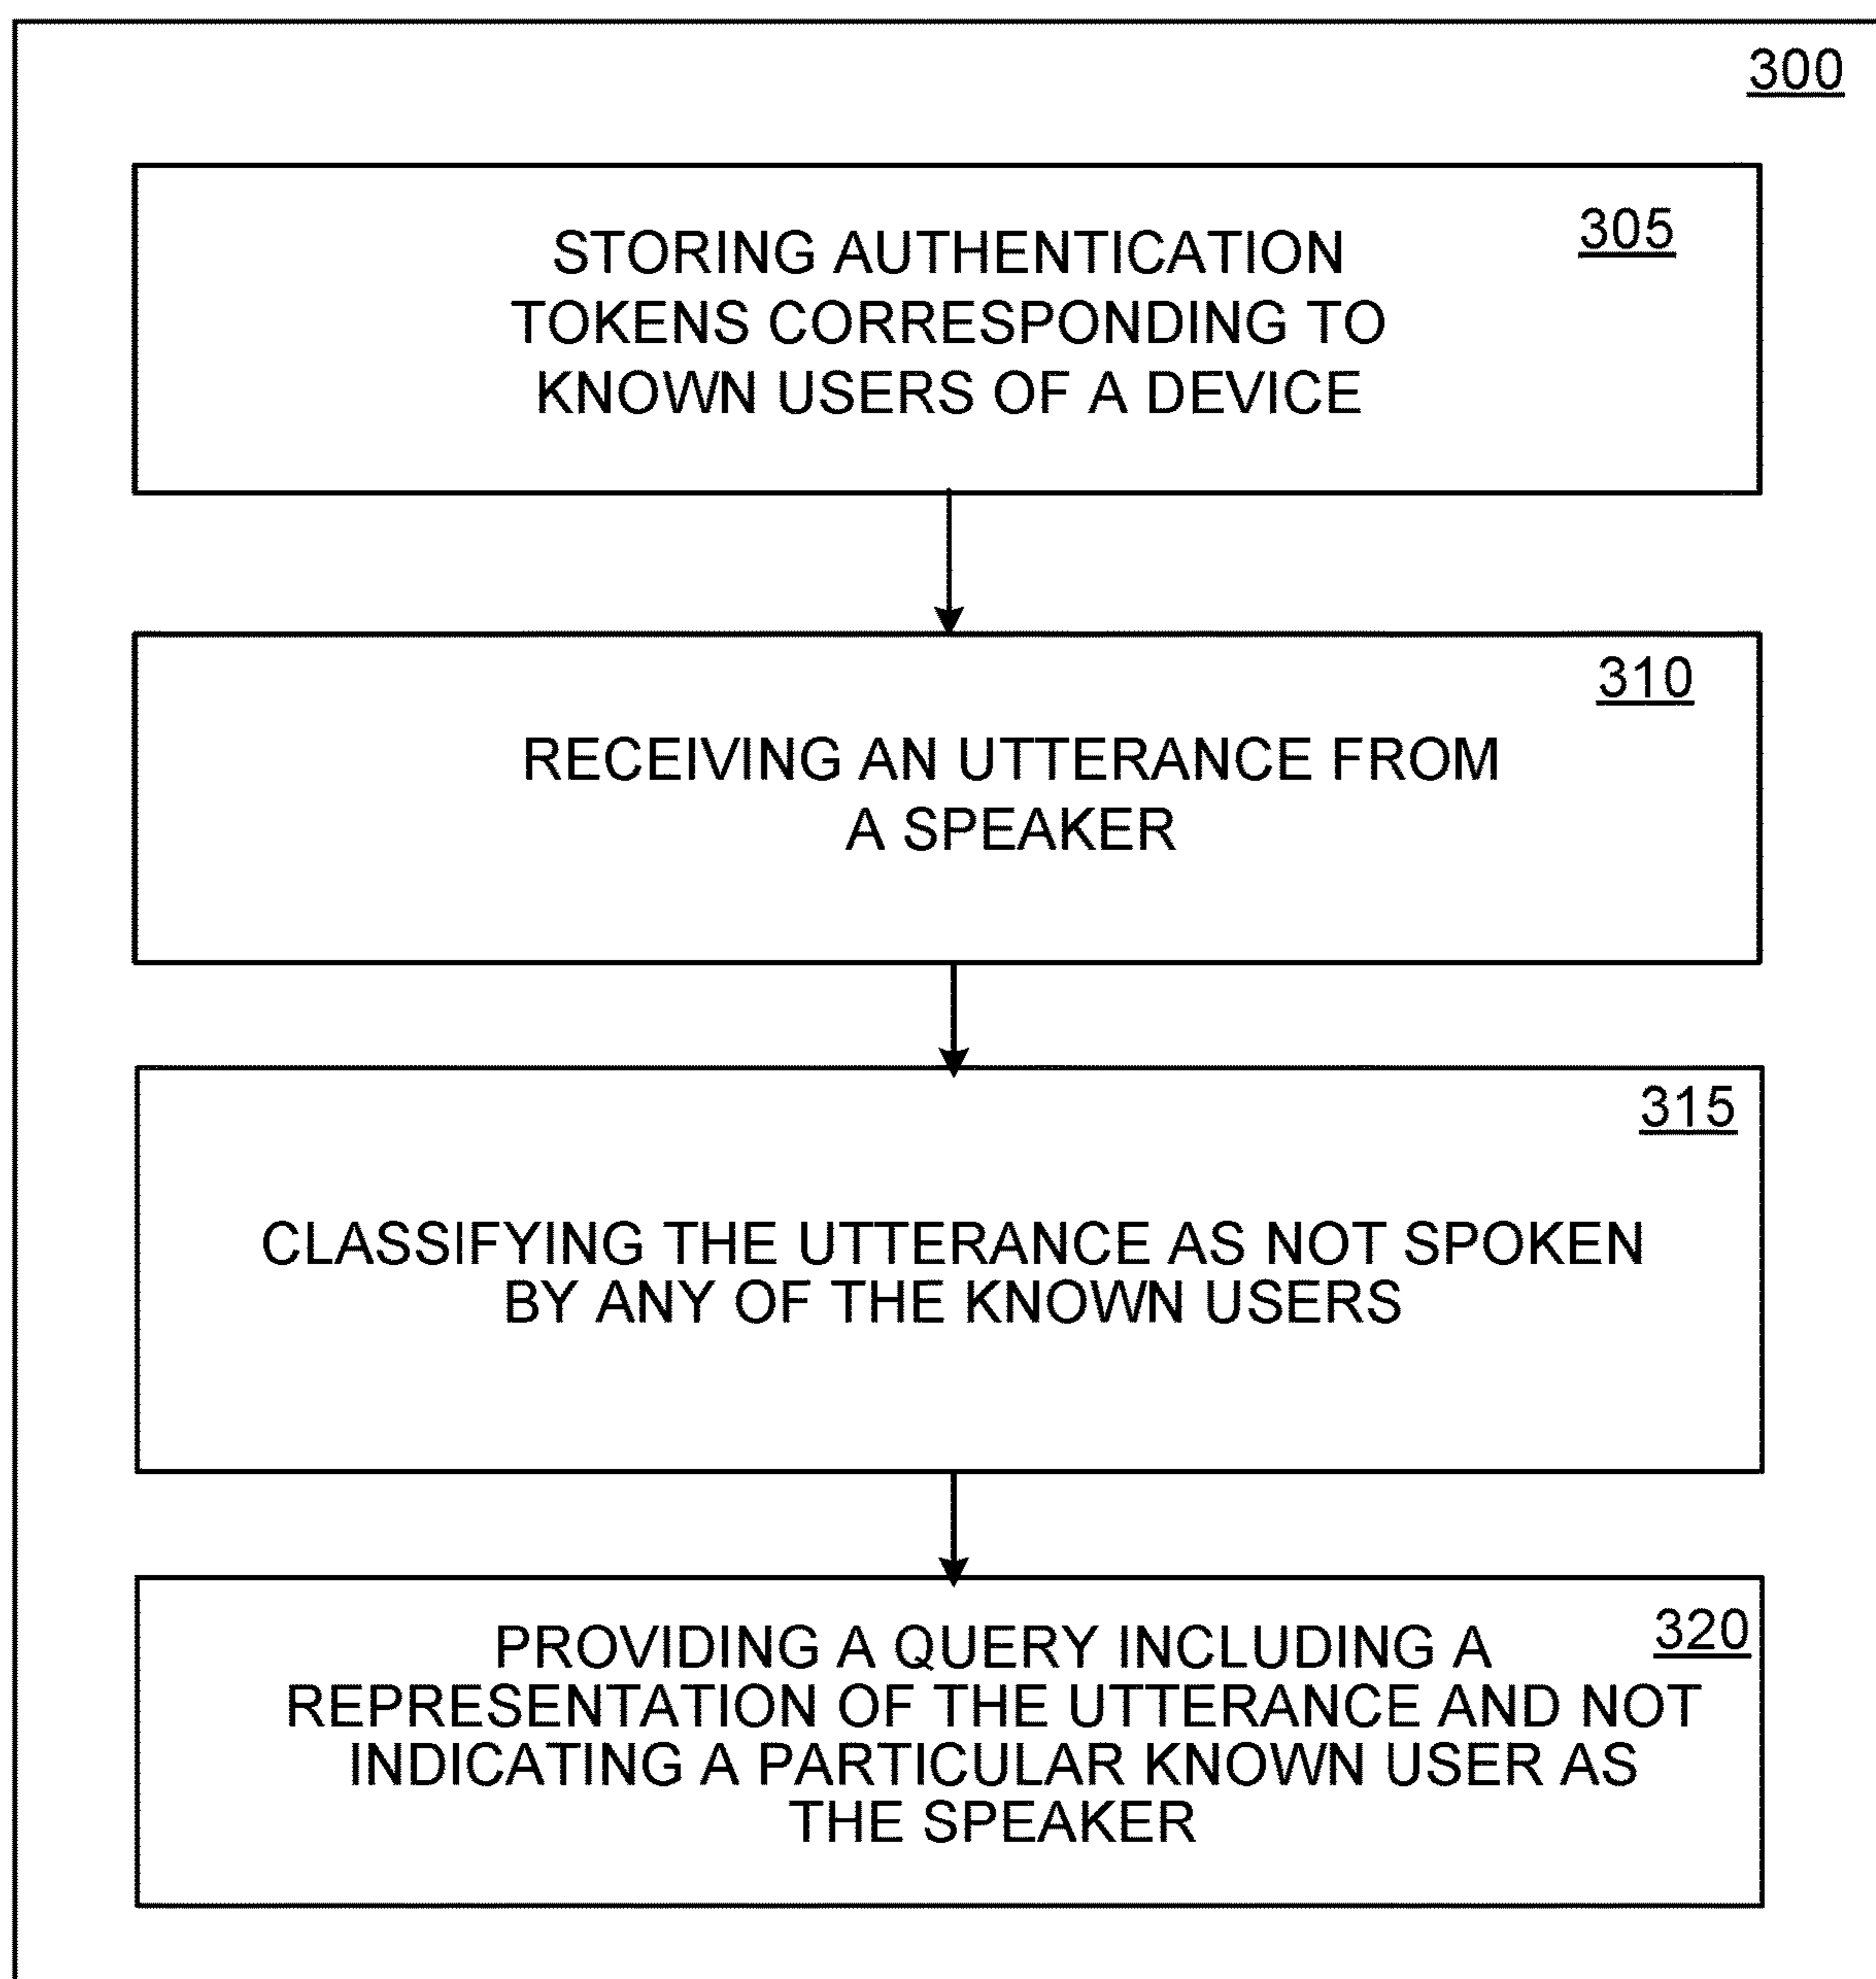 300
305
STORING AUTHENTICATION
TOKENS CORRESPONDING TO
KNOWN USERS OF A DEVICE
310
RECEIVING AN UTTERANCE FROM
A SPEAKER
315
CLASSIFYING THE UTTERANCE AS NOT SPOKEN
BY ANY OF THE KNOWN USERS
320
PROVIDING A QUERY INCLUDING A
REPRESENTATION OF THE UTTERANCE AND NOT
INDICATING A PARTICULAR KNOWN USER AS
THE SPEAKER